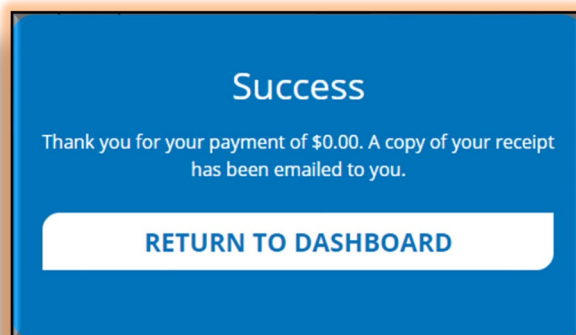 Success
Thank you for your payment of $0.00. A copy of your receipt
has been emailed to you.
RETURN TO DASHBOARD